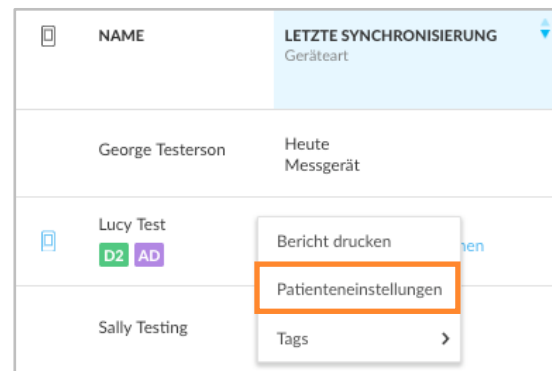 NAME
LETZTE SYNCHRONISIERUNG
Geräteart
George Testerson
Heute
Messgerät
Lucy Test
D2 AD
Bericht drucken
Patienteneinstellungen
Sally Testing
Tags